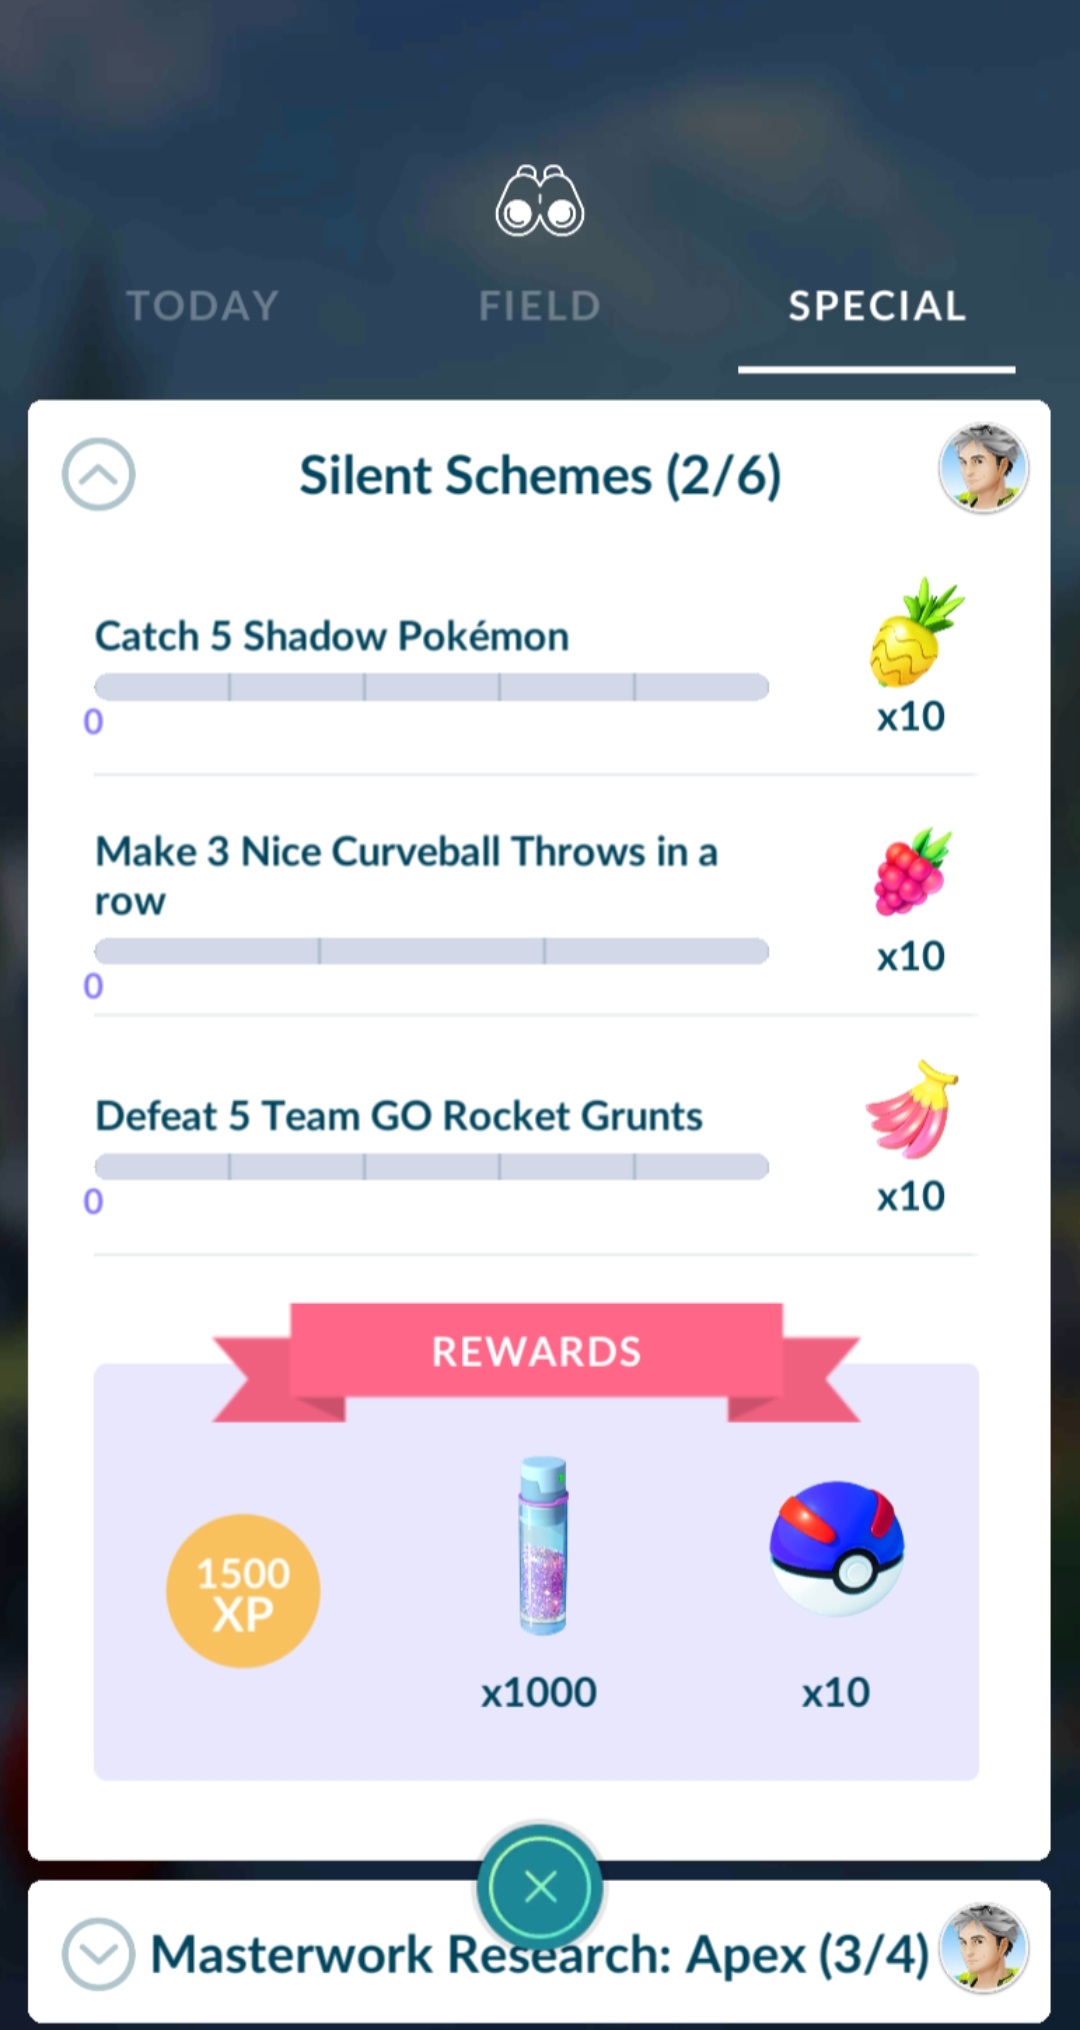 TODAY
FIELD
SPECIAL
Silent Schemes (2/6)
Catch 5 Shadow Pokémon
0
x10
Make 3 Nice Curveball Throws in a
row
0
x10
Defeat 5 Team GO Rocket Grunts
0
x10
REWARDS
1500
XP
x1000
x10
Masterwork Research: Apex (3/4)